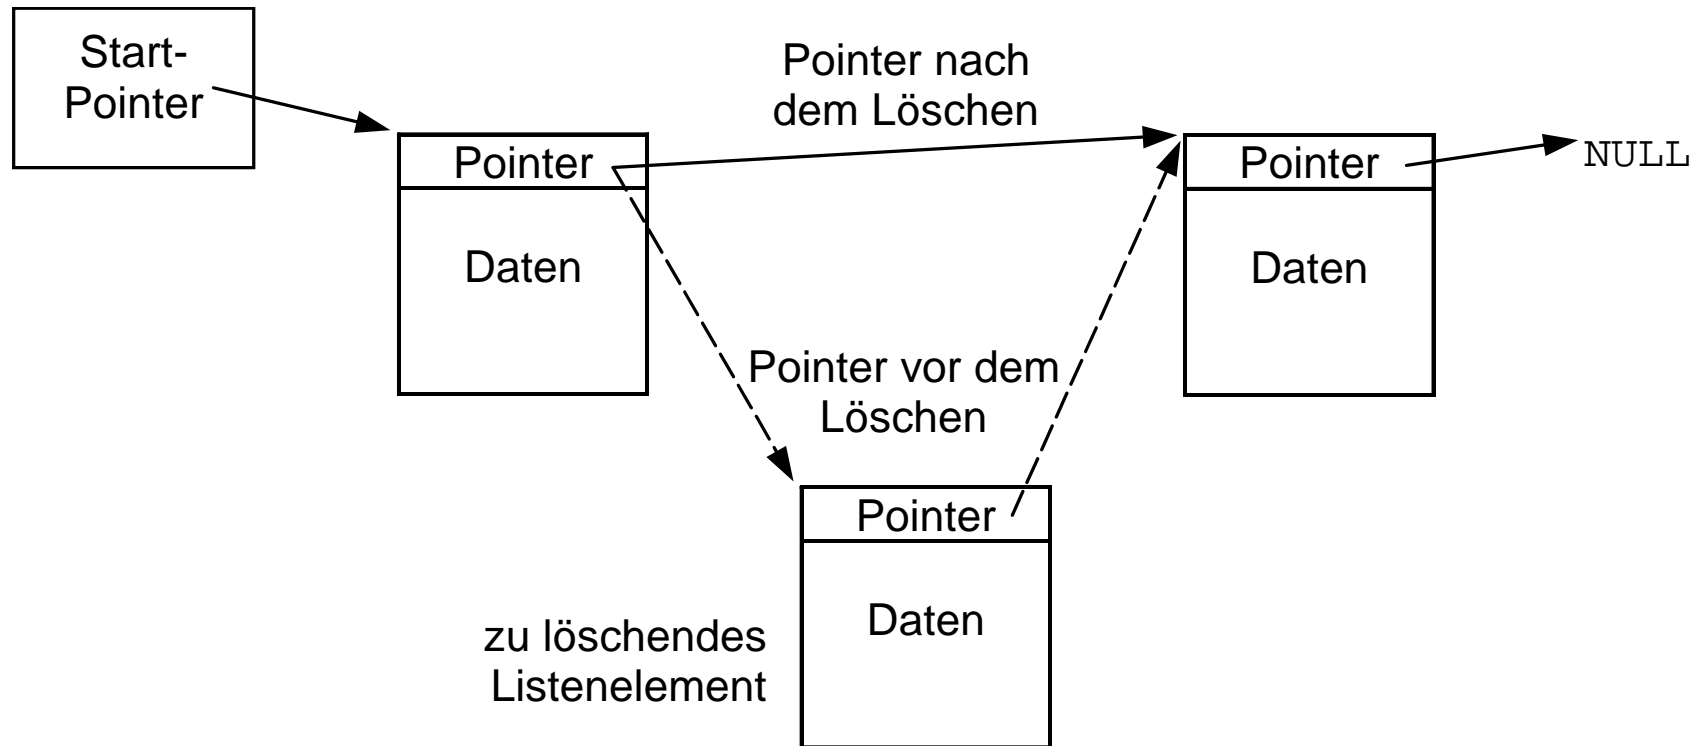 Start-
Pointer
Pointer nach
dem Löschen
Pointer
Daten
Pointer
Daten
NULL
Pointer vor dem
Löschen
Pointer
Daten
zu löschendes
Listenelement